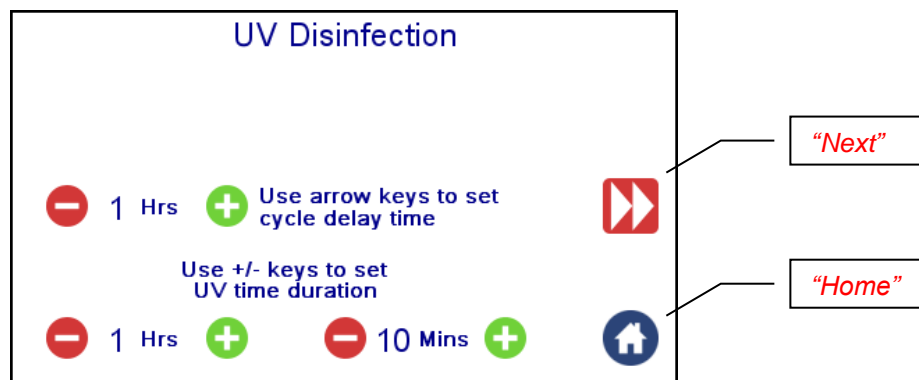 UV Disinfection
“Next”
1 Hrs
Use arrow keys to set
cycle delay time
Use +/- keys to set
UV time duration
“Home”
1 Hrs
10 Mins